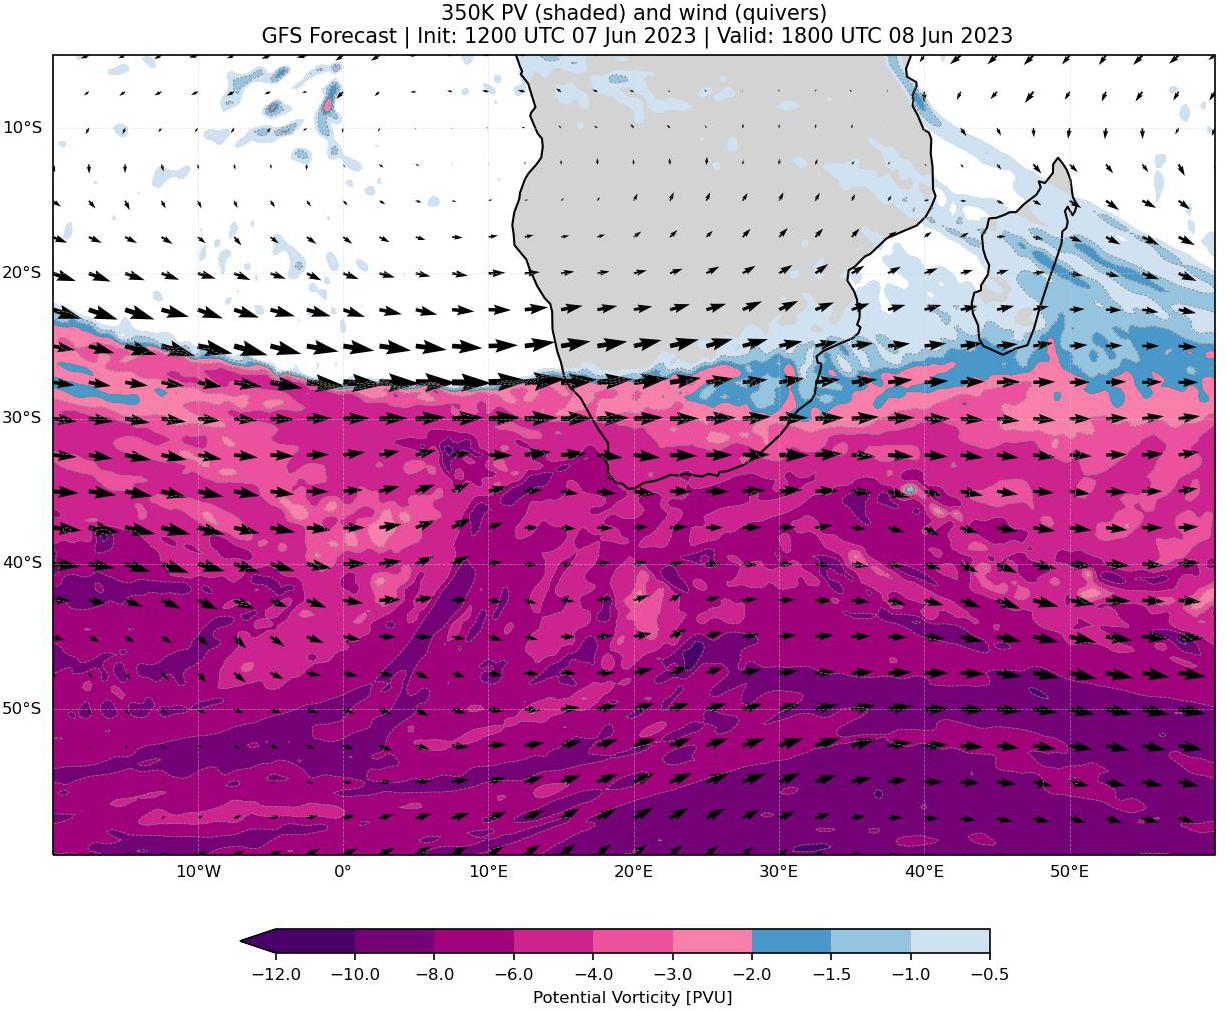 350K PV (shaded) and wind (quivers)
GFS Forecast | Init: 1200 UTC 07 Jun 2023 | Valid: 1800 UTC 08 Jun 2023
10°S
20°S
30°S
40°S
50°S
10°W 0° 10°E 20°E 30°E 40°E 50°E
−12.0 −10.0 −8.0 −6.0 −4.0 −3.0 −2.0 −1.5 −1.0 −0.5
Potential Vorticity [PVU]